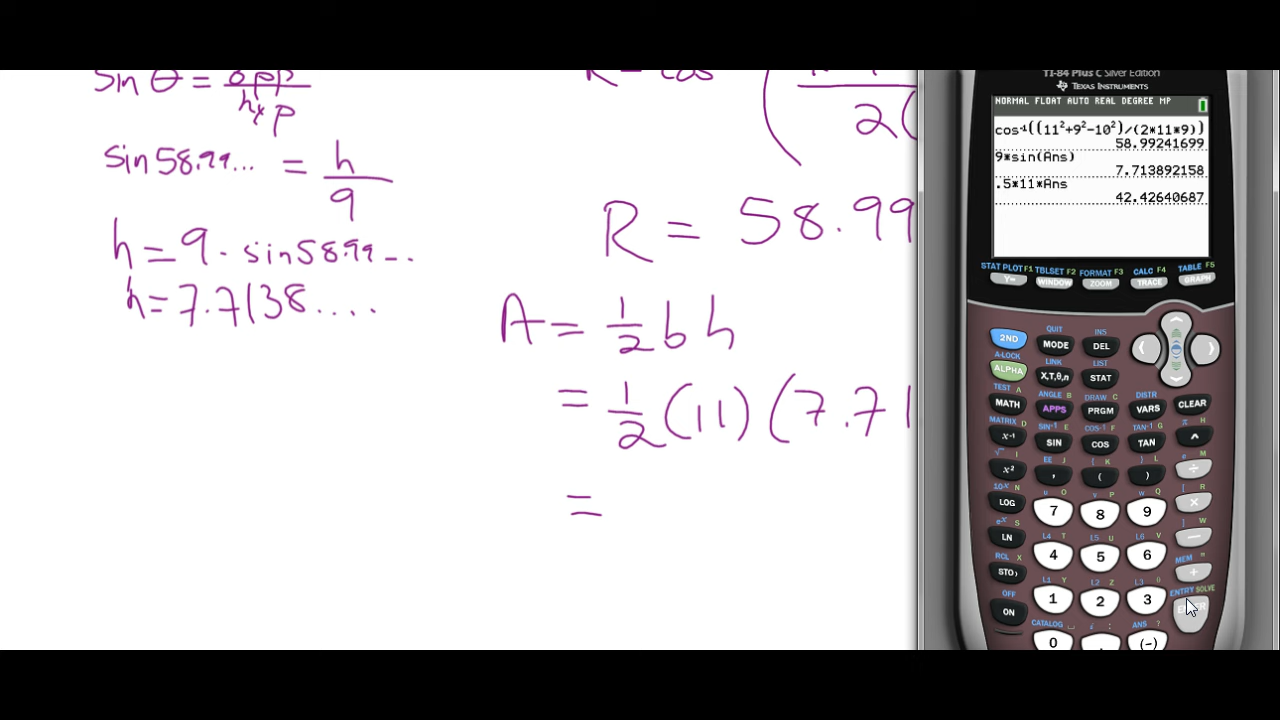 sin θ = opp
hyp
sin 58.99... = h
9
h = 9 · sin 58.99...
h = 7.7138....
2(
R = 58.99
A = 1/2 b h
= 1/2 (11) (7.71
=
TI-84 Plus C Silver Edition
TEXAS INSTRUMENTS
NORMAL FLOAT AUTO REAL DEGREE MP
cos⁻¹((11²+9²-10²)/(2*11*9))
58.99241699
9*sin(Ans)
7.713892158
.5*11*Ans
42.42640687
STAT PLOT F1 TBLSET F2 FORMAT F3 CALC F4 TABLE F5
Y= WINDOW ZOOM TRACE GRAPH
QUIT INS
2ND MODE DEL
A-LOCK LINK LIST
ALPHA X,T,θ,n STAT
TEST A ANGLE B DRAW C DISTR
MATH APPS PRGM VARS CLEAR
MATRIX D SIN⁻¹ E COS⁻¹ F TAN⁻¹ G π H
x⁻¹ SIN COS TAN ^
√ I EE J { K } L e M
x² , ( ) ÷
10ˣ N u O v P w Q [ R
LOG 7 8 9 ×
eˣ S L4 T L5 U L6 V ] W
LN 4 5 6 −
RCL X L1 Y L2 Z L3 θ MEM "
STO› 1 2 3 +
OFF CATALOG ⎵ i : ANS ? ENTRY SOLVE
ON 0 . (-)